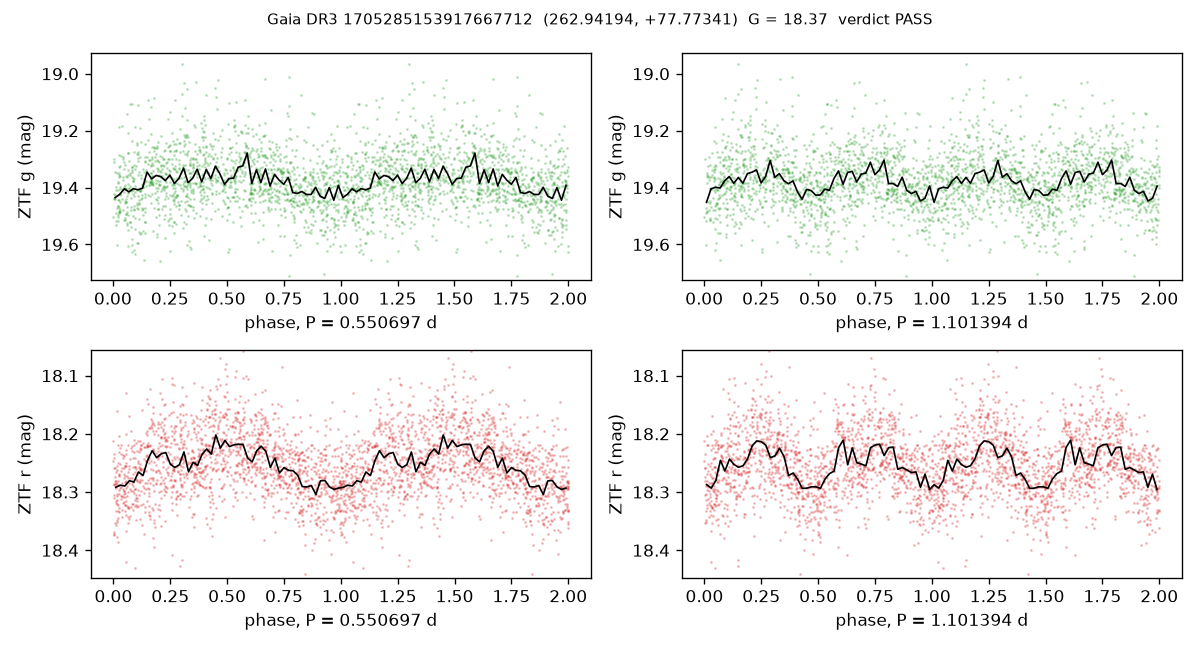 Gaia DR3 1705285153917667712 (262.94194, +77.77341) G = 18.37 verdict PASS
ZTF g (mag)
19.0
19.2
19.4
19.6
0.00 0.25 0.50 0.75 1.00 1.25 1.50 1.75 2.00
phase, P = 0.550697 d
ZTF g (mag)
19.0
19.2
19.4
19.6
0.00 0.25 0.50 0.75 1.00 1.25 1.50 1.75 2.00
phase, P = 1.101394 d
ZTF r (mag)
18.1
18.2
18.3
18.4
0.00 0.25 0.50 0.75 1.00 1.25 1.50 1.75 2.00
phase, P = 0.550697 d
ZTF r (mag)
18.1
18.2
18.3
18.4
0.00 0.25 0.50 0.75 1.00 1.25 1.50 1.75 2.00
phase, P = 1.101394 d